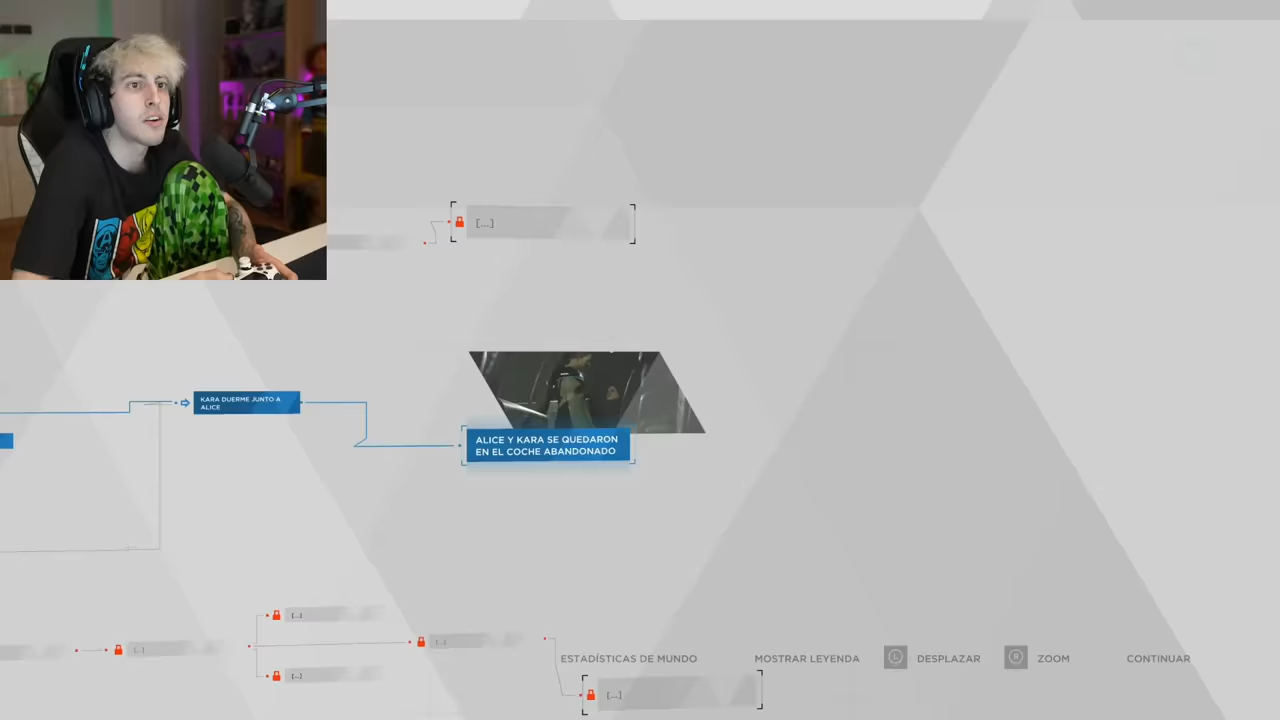 [...]
KARA DUERME JUNTO A
ALICE
ALICE Y KARA SE QUEDARON
EN EL COCHE ABANDONADO
[...]
[...]
[...]
[...]
ESTADÍSTICAS DE MUNDO
MOSTRAR LEYENDA
L
DESPLAZAR
R
ZOOM
CONTINUAR
[...]